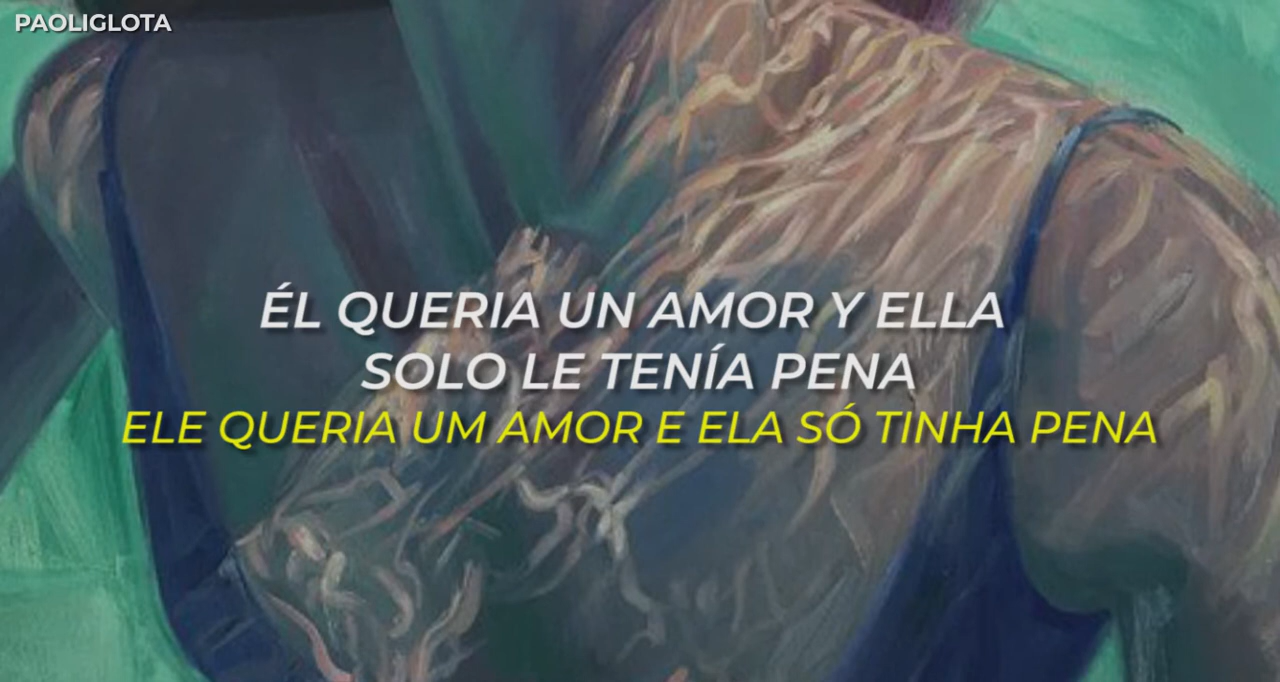 PAOLIGLOTA
ÉL QUERIA UN AMOR Y ELLA
SOLO LE TENÍA PENA
ELE QUERIA UM AMOR E ELA SÓ TINHA PENA